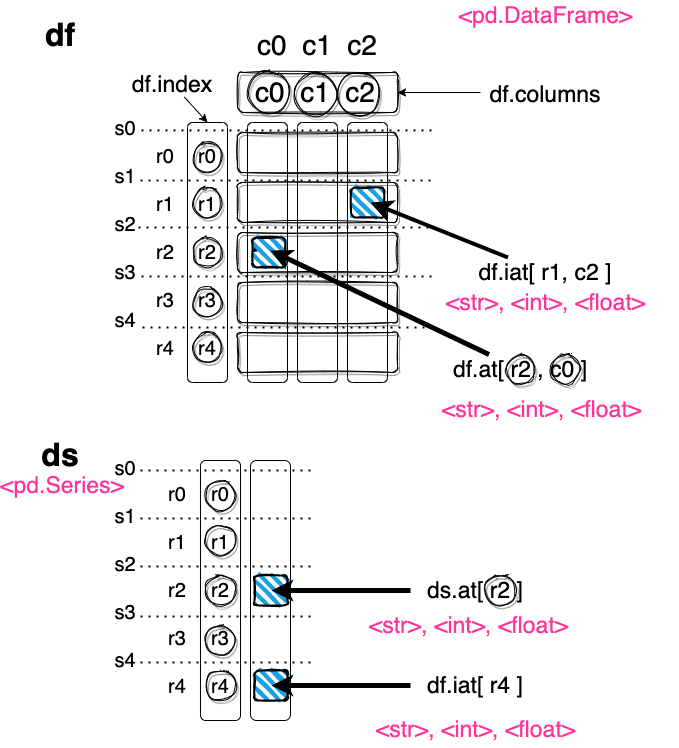 <pd.DataFrame>
df
c0 c1 c2
df.index
c0 c1 c2
df.columns
s0
r0 r0
s1
r1 r1
s2
r2 r2
df.iat[ r1, c2 ]
s3
<str>, <int>, <float>
r3 r3
s4
r4 r4
df.at[ r2 , c0 ]
<str>, <int>, <float>
ds
s0
<pd.Series>
r0 r0
s1
r1 r1
s2
r2 r2
ds.at[ r2 ]
s3
<str>, <int>, <float>
r3 r3
s4
r4 r4
df.iat[ r4 ]
<str>, <int>, <float>